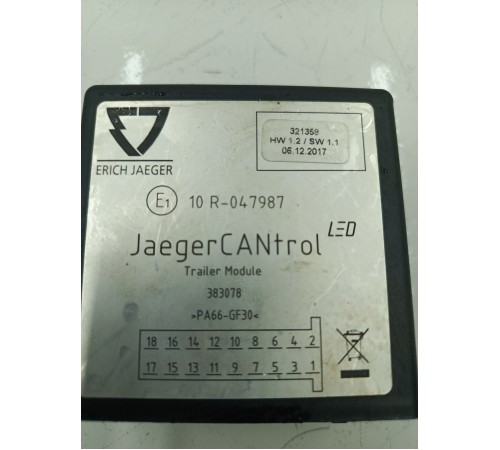 ERICH JAEGER
321359
HW 1.2 / SW 1.1
06.12.2017
E1 10 R-047987
JaegerCANtrol LED
Trailer Module
383078
>PA66-GF30<
18 16 14 12 10 8 6 4 2
17 15 13 11 9 7 5 3 1